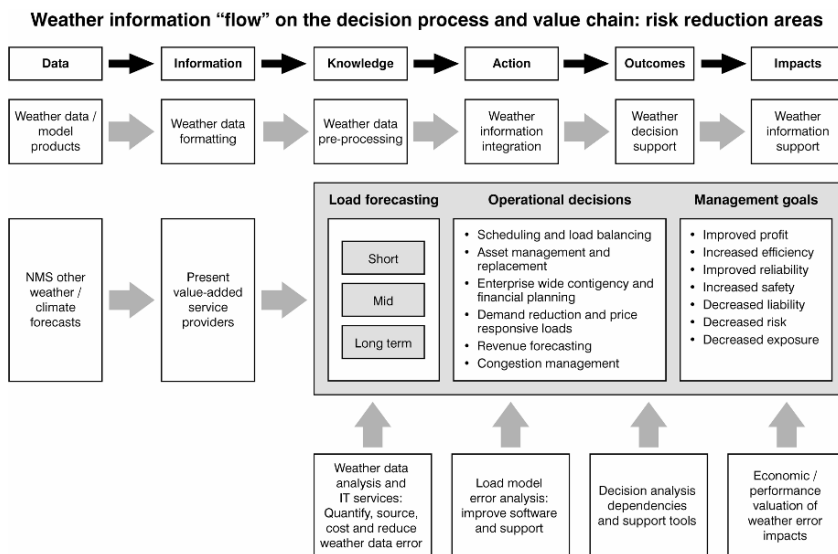 Weather information “flow” on the decision process and value chain: risk reduction areas
Data
Information
Knowledge
Action
Outcomes
Impacts
Weather data /
model
products
Weather data
formatting
Weather data
pre-processing
Weather
information
integration
Weather
decision
support
Weather
information
support
NMS other
weather /
climate
forecasts
Present
value-added
service
providers
Load forecasting
Short
Mid
Long term
Operational decisions
• Scheduling and load balancing
• Asset management and
replacement
• Enterprise wide contigency and
financial planning
• Demand reduction and price
responsive loads
• Revenue forecasting
• Congestion management
Management goals
• Improved profit
• Increased efficiency
• Improved reliability
• Increased safety
• Decreased liability
• Decreased risk
• Decreased exposure
Weather data
analysis and
IT services:
Quantify, source,
cost and reduce
weather data error
Load model
error analysis:
improve software
and support
Decision analysis
dependencies
and support tools
Economic /
performance
valuation of
weather error
impacts